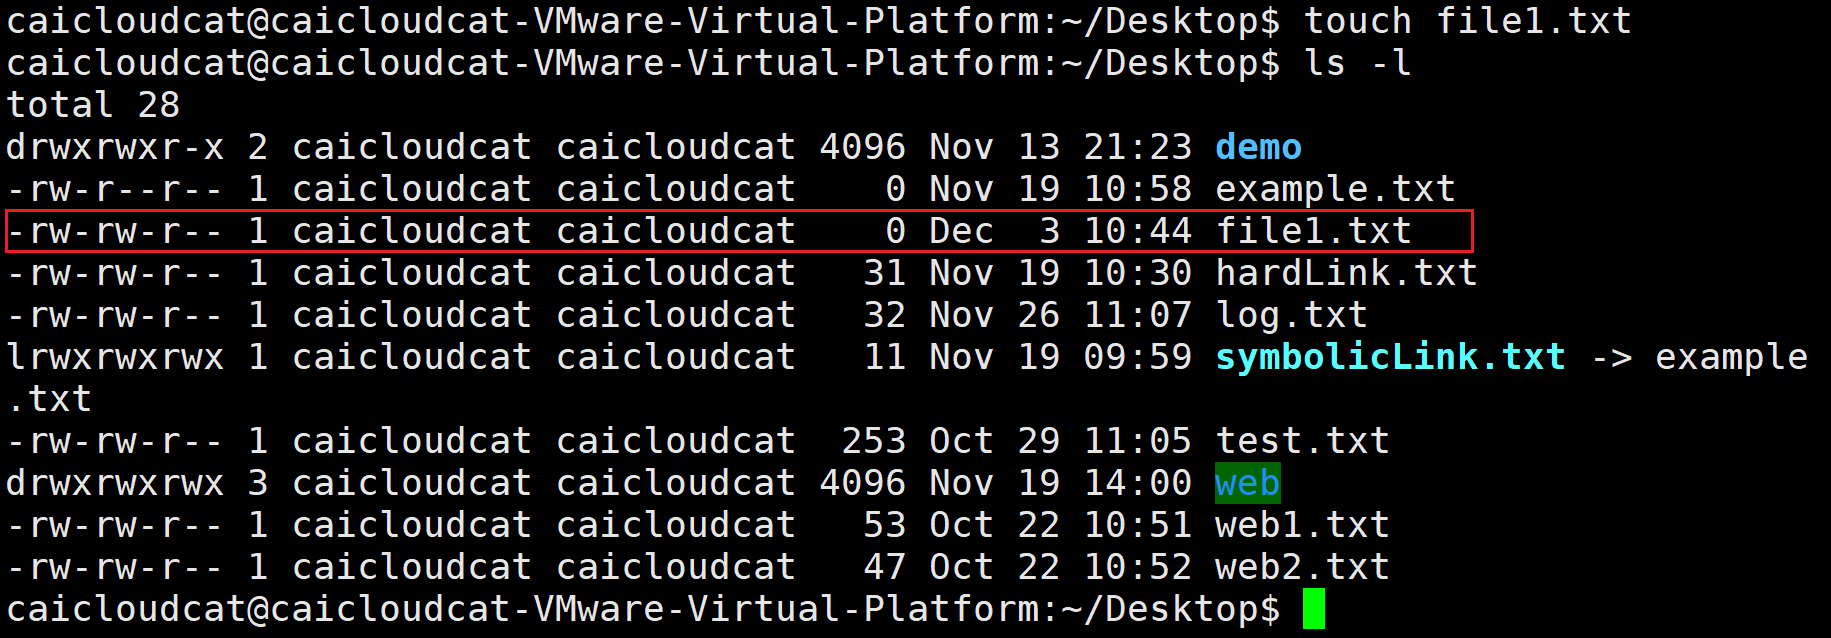 caicloudcat@caicloudcat-VMware-Virtual-Platform:~/Desktop$ touch file1.txt
caicloudcat@caicloudcat-VMware-Virtual-Platform:~/Desktop$ ls -l
total 28
drwxrwxr-x 2 caicloudcat caicloudcat 4096 Nov 13 21:23 demo
-rw-r--r-- 1 caicloudcat caicloudcat    0 Nov 19 10:58 example.txt
-rw-rw-r-- 1 caicloudcat caicloudcat    0 Dec  3 10:44 file1.txt
-rw-rw-r-- 1 caicloudcat caicloudcat   31 Nov 19 10:30 hardLink.txt
-rw-rw-r-- 1 caicloudcat caicloudcat   32 Nov 26 11:07 log.txt
lrwxrwxrwx 1 caicloudcat caicloudcat   11 Nov 19 09:59 symbolicLink.txt -> example
.txt
-rw-rw-r-- 1 caicloudcat caicloudcat  253 Oct 29 11:05 test.txt
drwxrwxrwx 3 caicloudcat caicloudcat 4096 Nov 19 14:00 web
-rw-rw-r-- 1 caicloudcat caicloudcat   53 Oct 22 10:51 web1.txt
-rw-rw-r-- 1 caicloudcat caicloudcat   47 Oct 22 10:52 web2.txt
caicloudcat@caicloudcat-VMware-Virtual-Platform:~/Desktop$